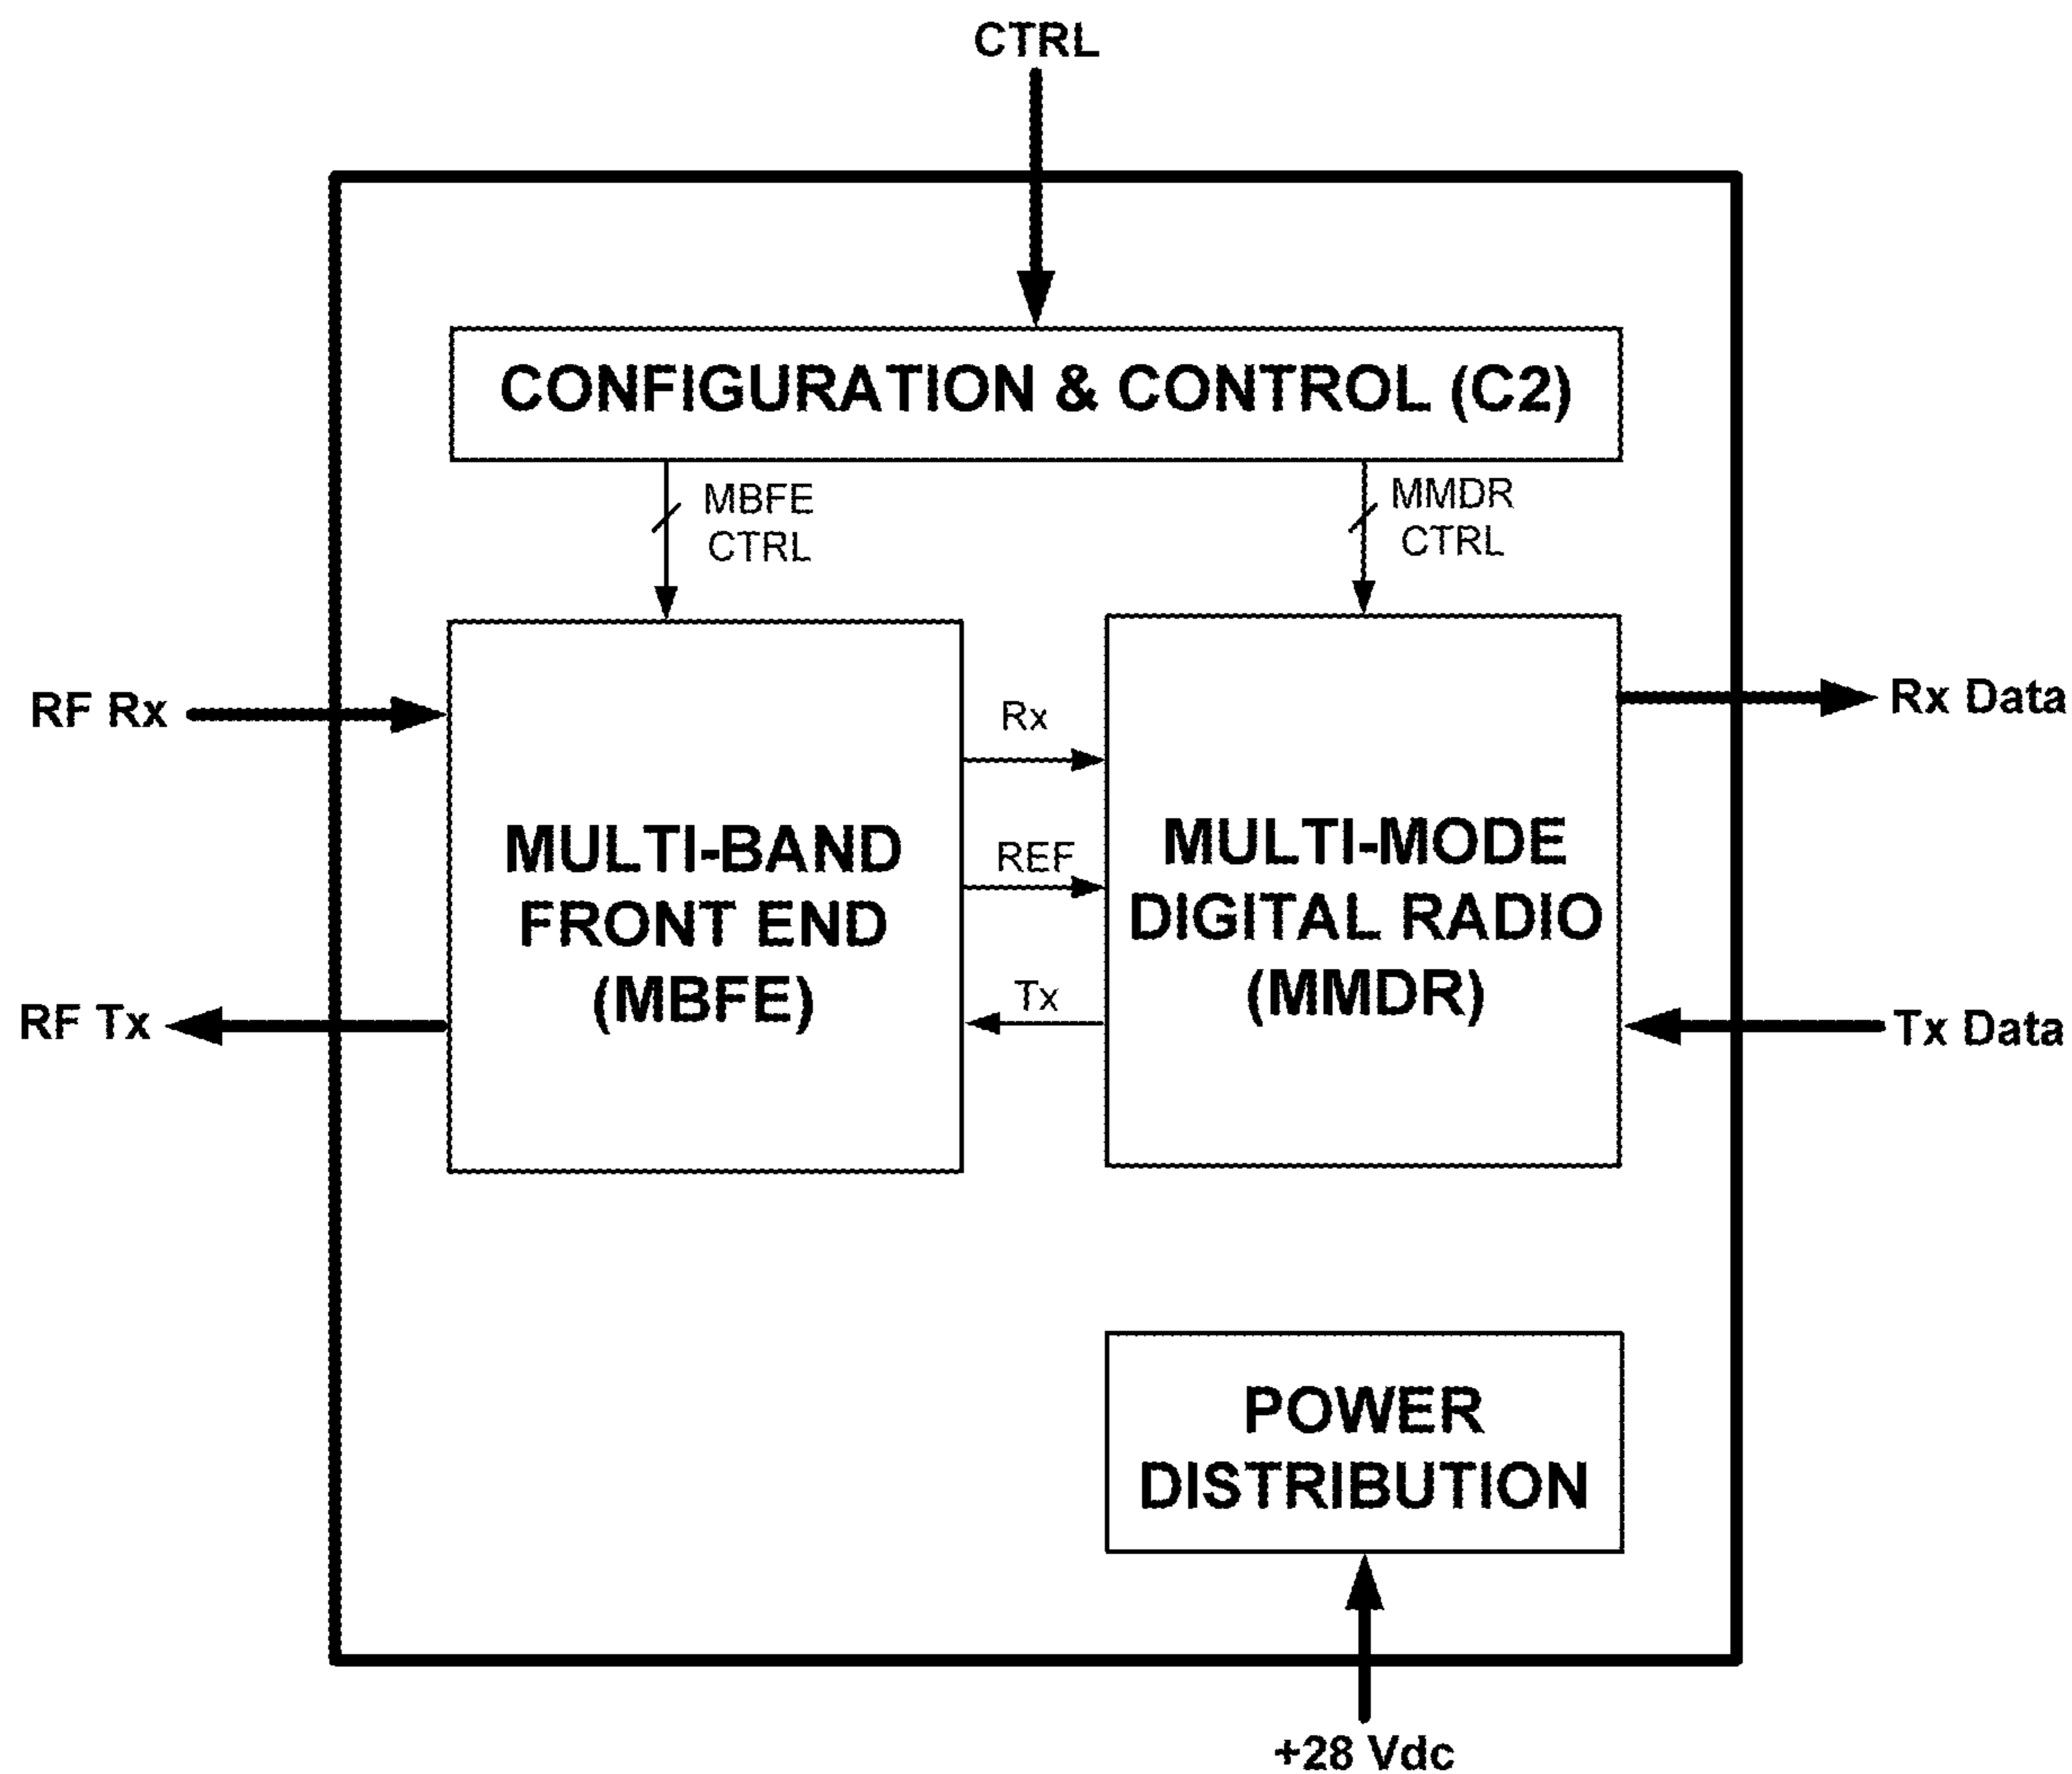 CTRL
CONFIGURATION & CONTROL (C2)
MBFE
CTRL
MMDR
CTRL
RF Rx
Rx
Rx Data
MULTI-BAND
FRONT END
(MBFE)
REF
MULTI-MODE
DIGITAL RADIO
(MMDR)
RF Tx
Tx
Tx Data
POWER
DISTRIBUTION
+28 Vdc